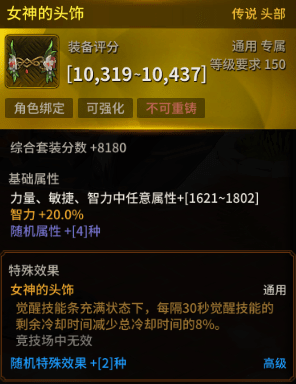 女神的头饰 传说 头部
装备评分 通用 专属
[10,319~10,437] 等级要求 150
角色绑定 可强化 不可重铸
综合套装分数 +8180
基础属性
力量、敏捷、智力中任意属性+[1621~1802]
智力 +20.0%
随机属性 +[4]种
特殊效果
女神的头饰 通用
觉醒技能条充满状态下，每隔30秒觉醒技能的
剩余冷却时间减少总冷却时间的8%。
竞技场中无效
随机特殊效果 +[2]种 高级